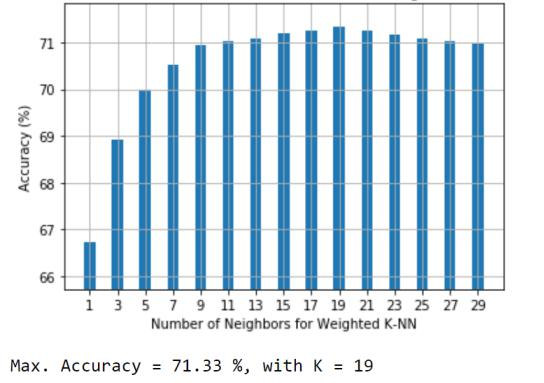 71
70
69
68
67
66
Accuracy (%)
1 3 5 7 9 11 13 15 17 19 21 23 25 27 29
Number of Neighbors for Weighted K-NN
Max. Accuracy = 71.33 %, with K = 19